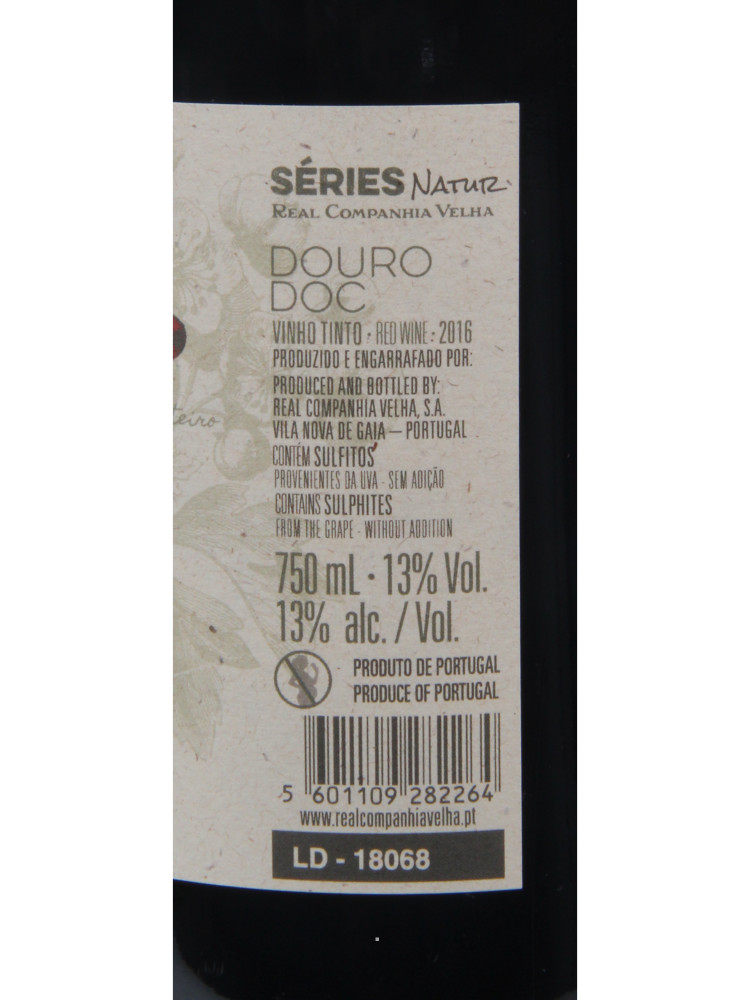 SÉRIES NATUR
REAL COMPANHIA VELHA
DOURO
DOC
VINHO TINTO · RED WINE · 2016
PRODUZIDO E ENGARRAFADO POR:
PRODUCED AND BOTTLED BY:
REAL COMPANHIA VELHA, S.A.
VILA NOVA DE GAIA – PORTUGAL
CONTÉM SULFITOS
PROVENIENTES DA UVA - SEM ADIÇÃO
CONTAINS SULPHITES
FROM THE GRAPE - WITHOUT ADDITION
750 mL · 13% Vol.
13% alc. / Vol.
PRODUTO DE PORTUGAL
PRODUCE OF PORTUGAL
5 601109 282264
www.realcompanhiavelha.pt
LD - 18068